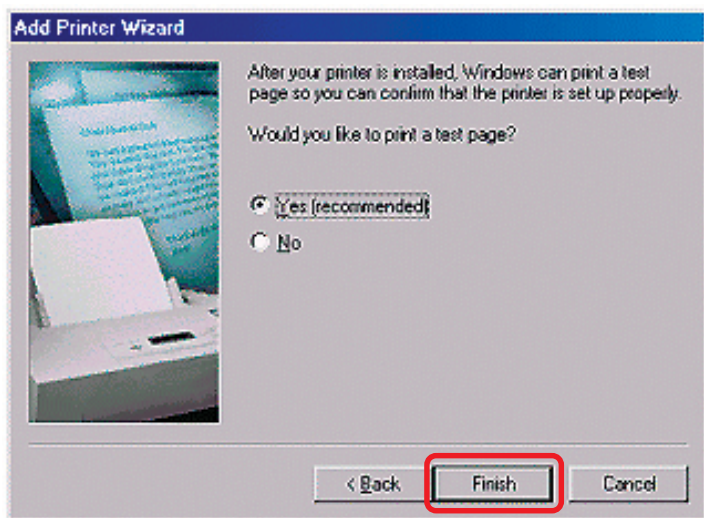 Add Printer Wizard
After your printer is installed, Windows can print a test
page so you can confirm that the printer is set up properly.
Would you like to print a test page?
Yes (recommended)
No
< Back
Finish
Cancel